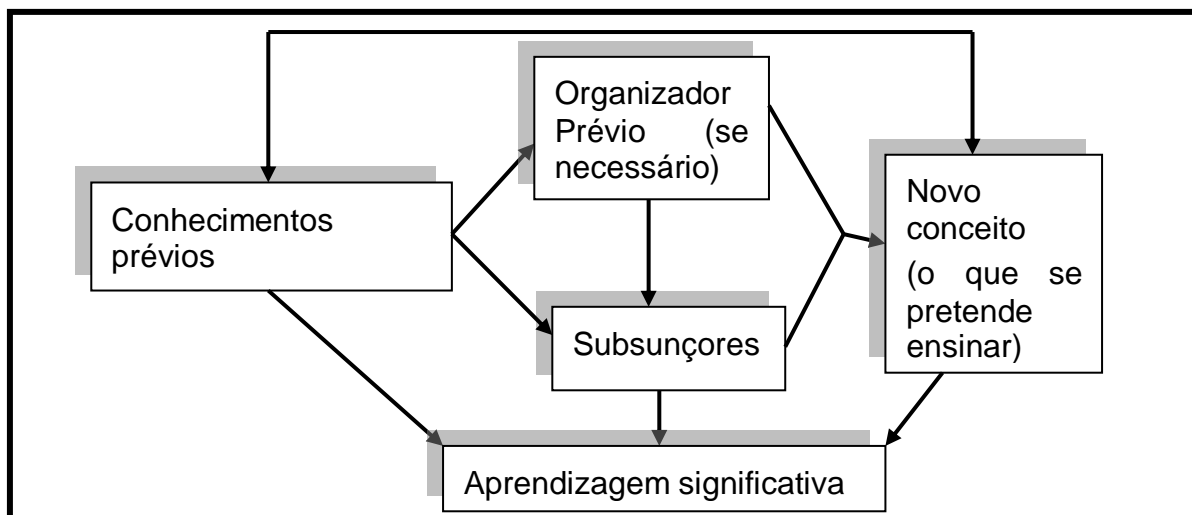 Organizador
Prévio (se
necessário)
Conhecimentos
prévios
Novo
conceito
(o que se
pretende
ensinar)
Subsunçores
Aprendizagem significativa